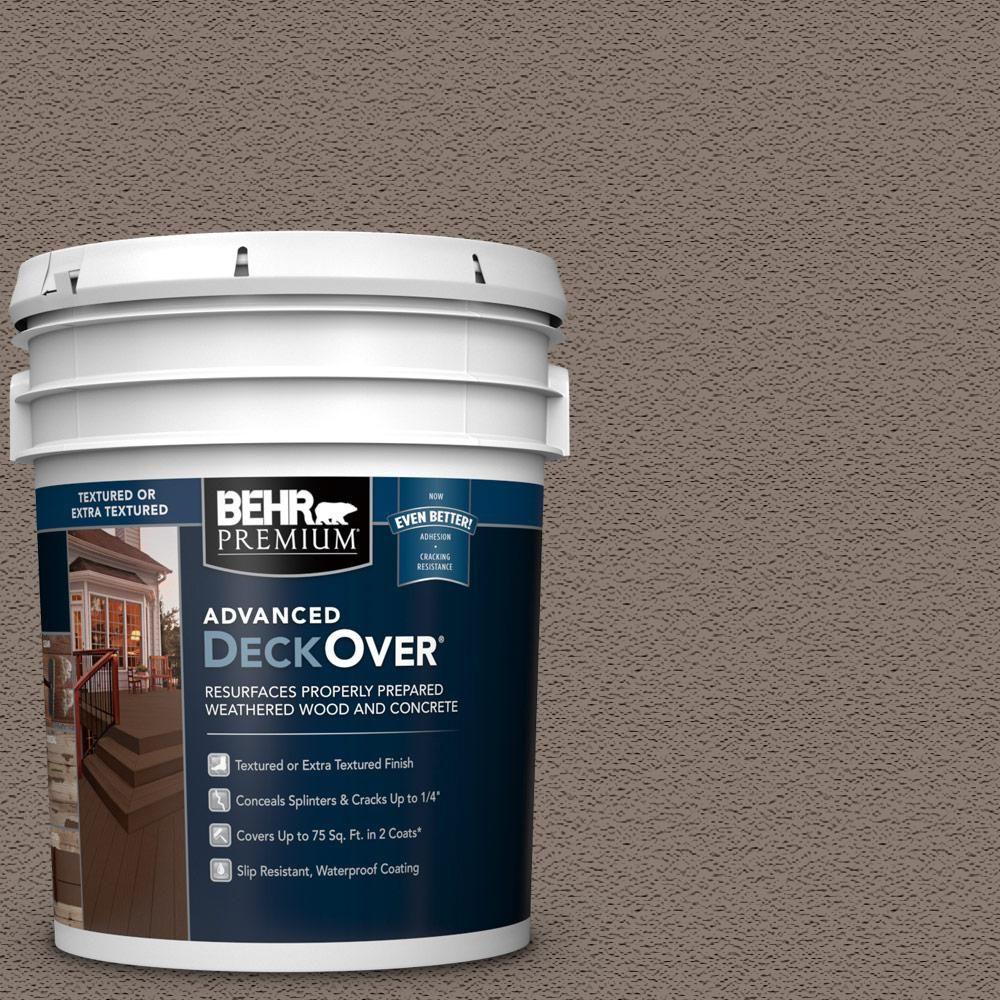 TEXTURED OR
EXTRA TEXTURED
BEHR
PREMIUM®
NOW
EVEN BETTER!
ADHESION
•
CRACKING
RESISTANCE
ADVANCED
DECKOVER®
RESURFACES PROPERLY PREPARED
WEATHERED WOOD AND CONCRETE
Textured or Extra Textured Finish
Conceals Splinters & Cracks Up to 1/4"
Covers Up to 75 Sq. Ft. in 2 Coats*
Slip Resistant, Waterproof Coating